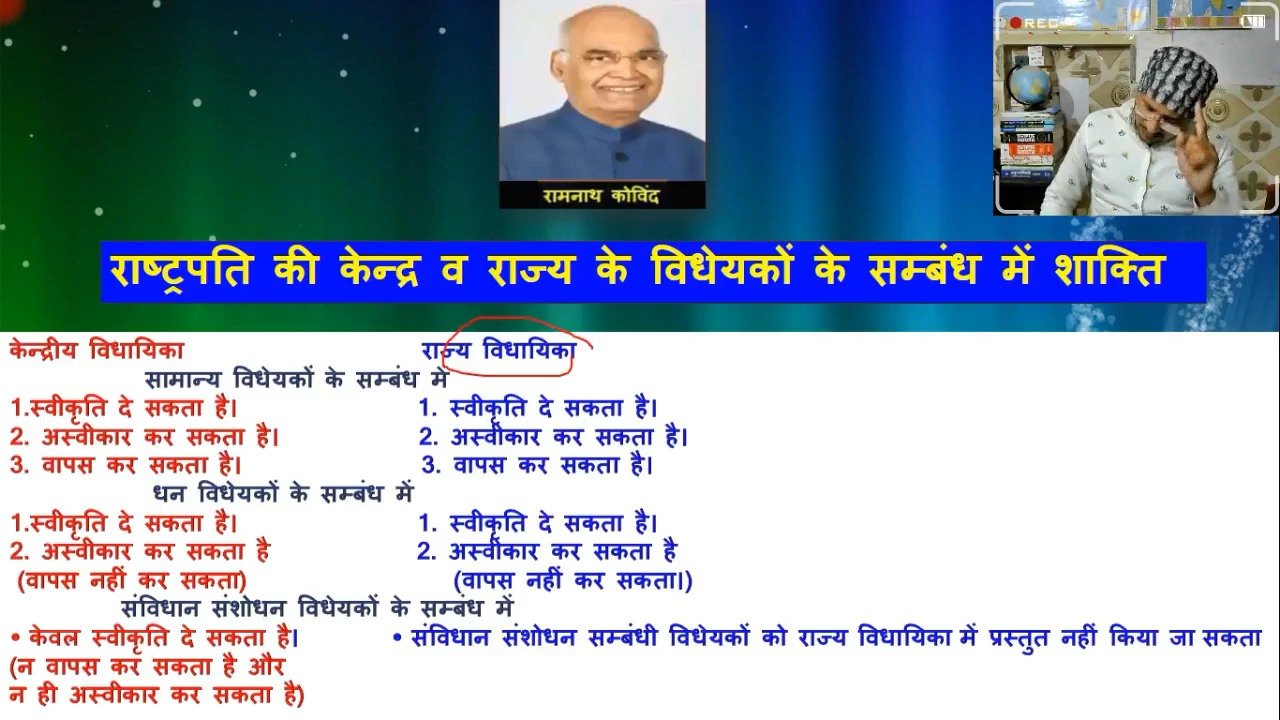 REC
रामनाथ कोविंद
राष्ट्रपति की केन्द्र व राज्य के विधेयकों के सम्बंध में शाक्ति
केन्द्रीय विधायिका राज्य विधायिका
सामान्य विधेयकों के सम्बंध में
1.स्वीकृति दे सकता है। 1. स्वीकृति दे सकता है।
2. अस्वीकार कर सकता है। 2. अस्वीकार कर सकता है।
3. वापस कर सकता है। 3. वापस कर सकता है।
धन विधेयकों के सम्बंध में
1.स्वीकृति दे सकता है। 1. स्वीकृति दे सकता है।
2. अस्वीकार कर सकता है 2. अस्वीकार कर सकता है
(वापस नहीं कर सकता) (वापस नहीं कर सकता।)
संविधान संशोधन विधेयकों के सम्बंध में
• केवल स्वीकृति दे सकता है। • संविधान संशोधन सम्बंधी विधेयकों को राज्य विधायिका में प्रस्तुत नहीं किया जा सकता
(न वापस कर सकता है और
न ही अस्वीकार कर सकता है)